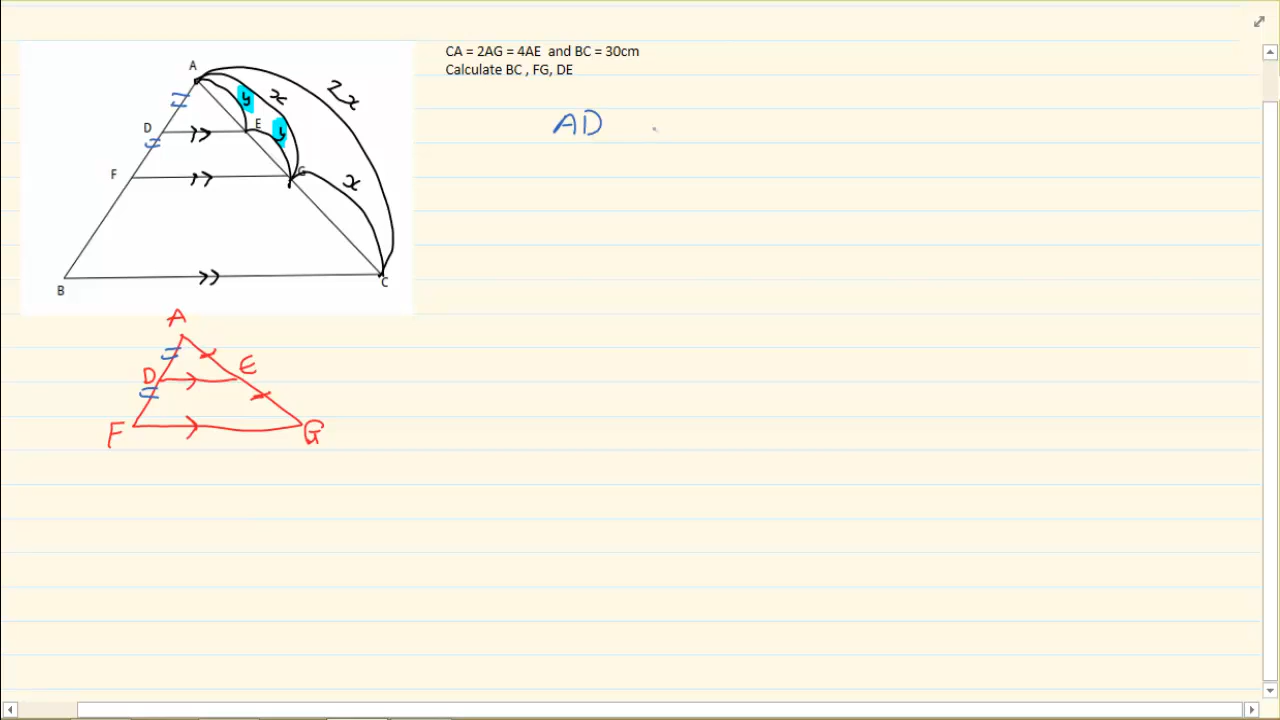 CA = 2AG = 4AE and BC = 30cm
Calculate BC , FG, DE
A
2x
y
x
D
E
y
F
G
x
B
C
AD
A
D
E
F
G